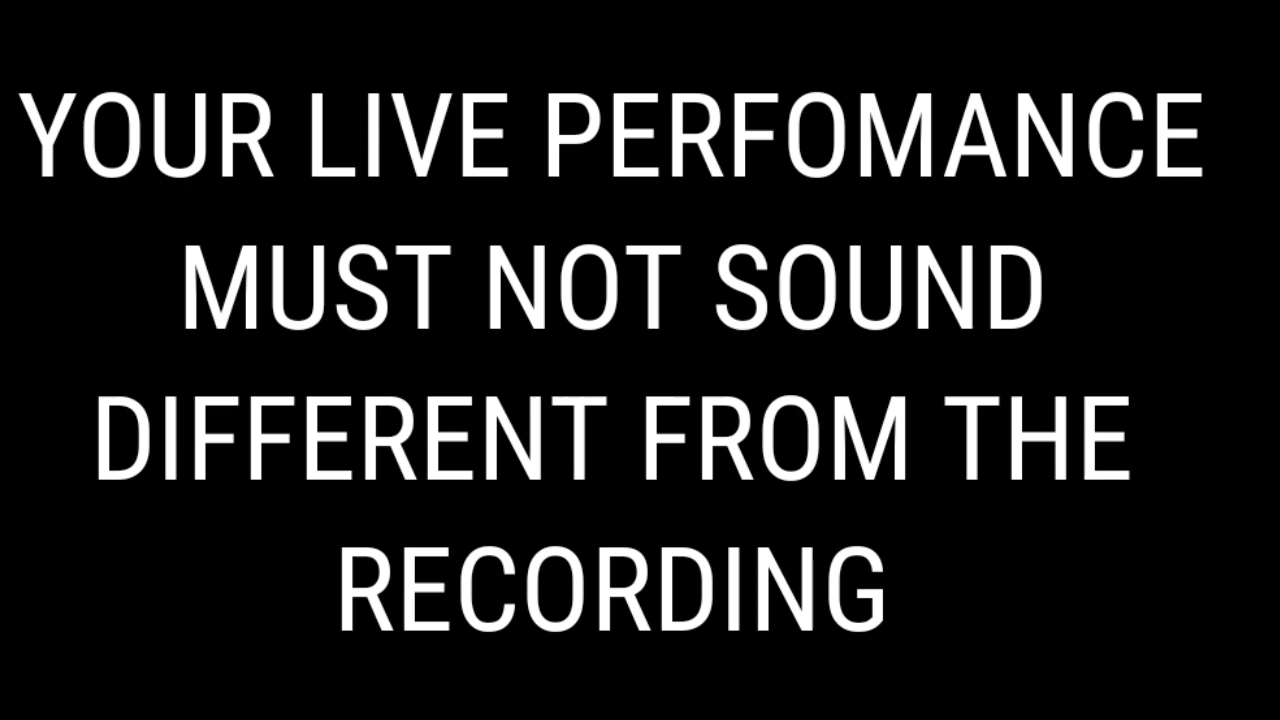 YOUR LIVE PERFOMANCE
MUST NOT SOUND
DIFFERENT FROM THE
RECORDING